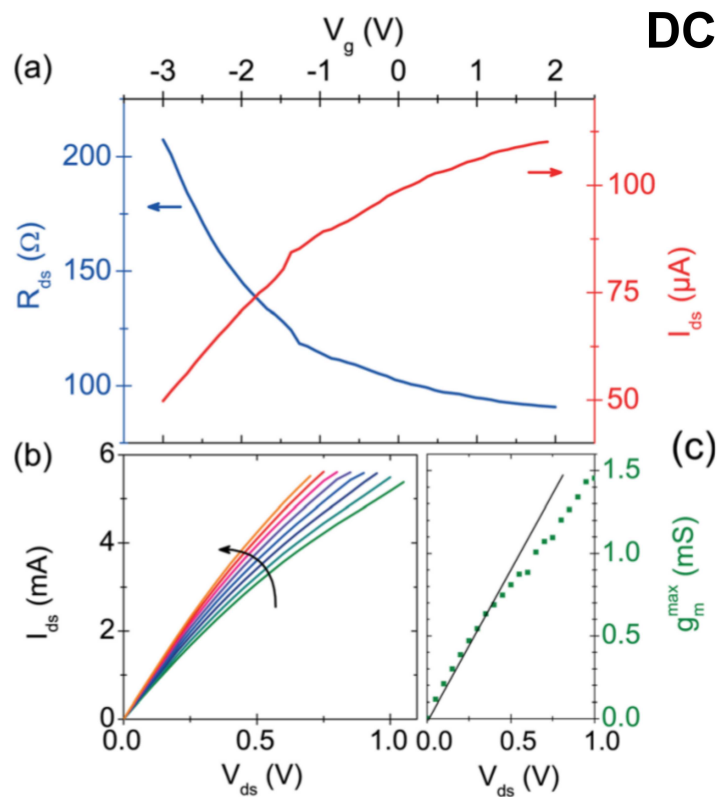 DC
V_g (V)
(a)
-3 -2 -1 0 1 2
R_ds (Ω)
200
150
100
100
75
50
I_ds (µA)
(b)
I_ds (mA)
6
4
2
0
0.0 0.5 1.0
V_ds (V)
(c)
1.5
1.0
0.5
0.0
g_m^max (mS)
0.0 0.5 1.0
V_ds (V)